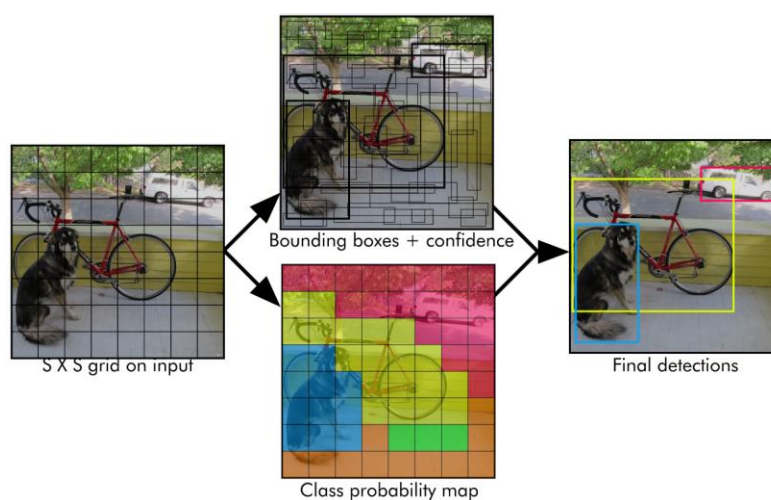 Bounding boxes + confidence
S X S grid on input
Final detections
Class probability map